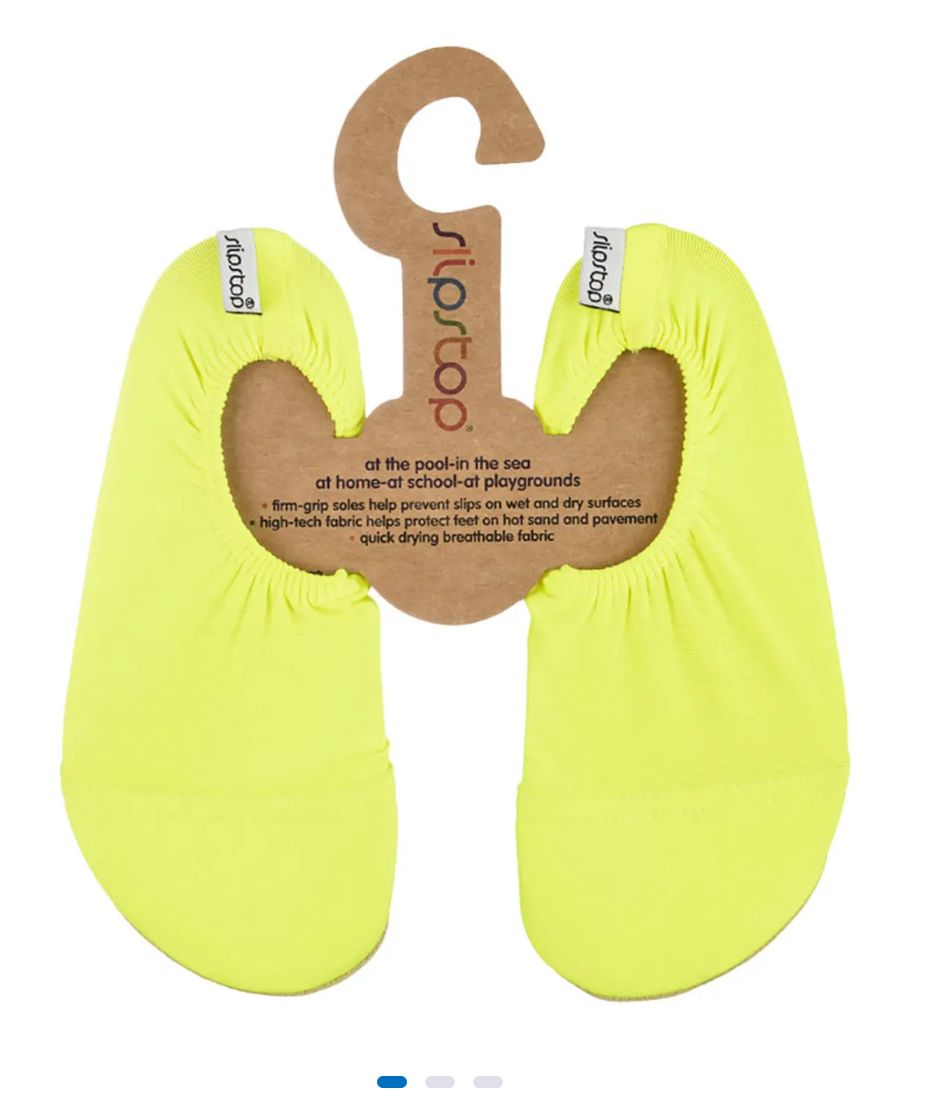 slipstop®
slipstop®
slipstop®
at the pool-in the sea
at home-at school-at playgrounds
• firm-grip soles help prevent slips on wet and dry surfaces
• high-tech fabric helps protect feet on hot sand and pavement
• quick drying breathable fabric